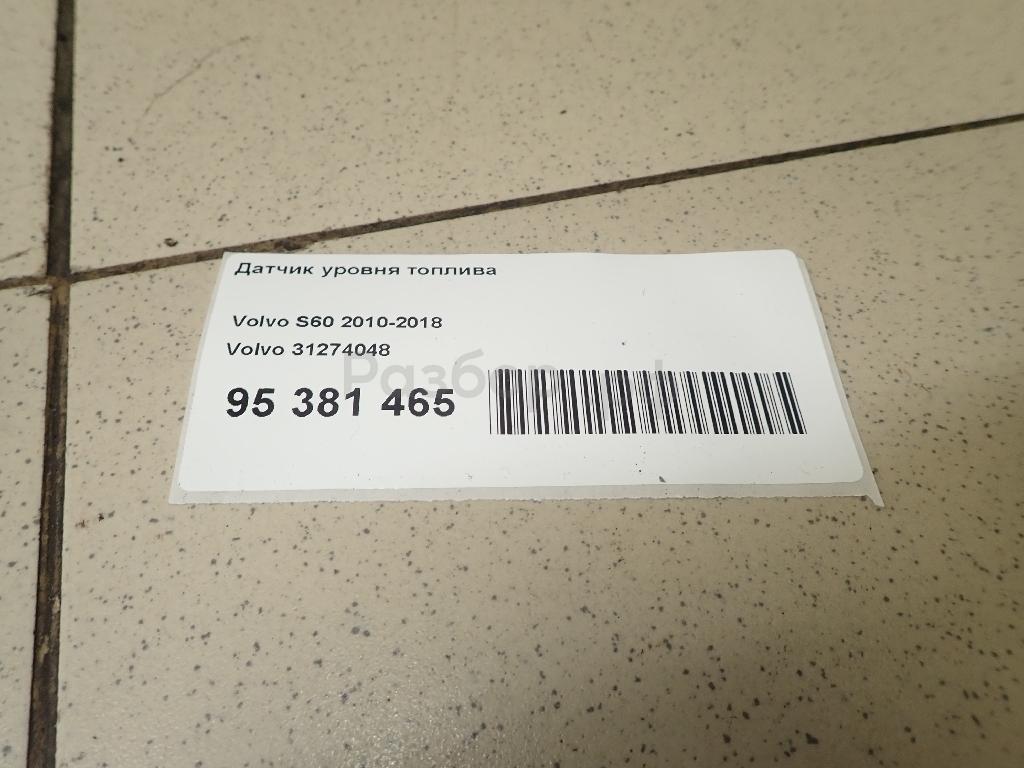 Датчик уровня топлива
Volvo S60 2010-2018
Volvo 31274048
95 381 465